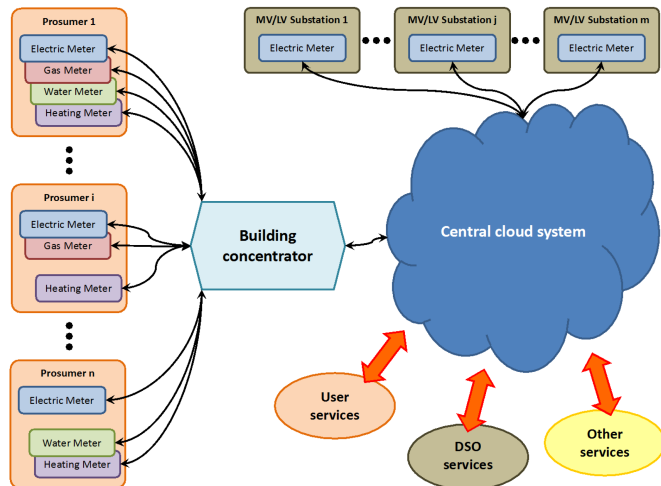 Prosumer 1
Electric Meter
Gas Meter
Water Meter
Heating Meter
Prosumer i
Electric Meter
Gas Meter
Heating Meter
Prosumer n
Electric Meter
Water Meter
Heating Meter
Building
concentrator
MV/LV Substation 1
Electric Meter
MV/LV Substation j
Electric Meter
MV/LV Substation m
Electric Meter
Central cloud system
User
services
DSO
services
Other
services